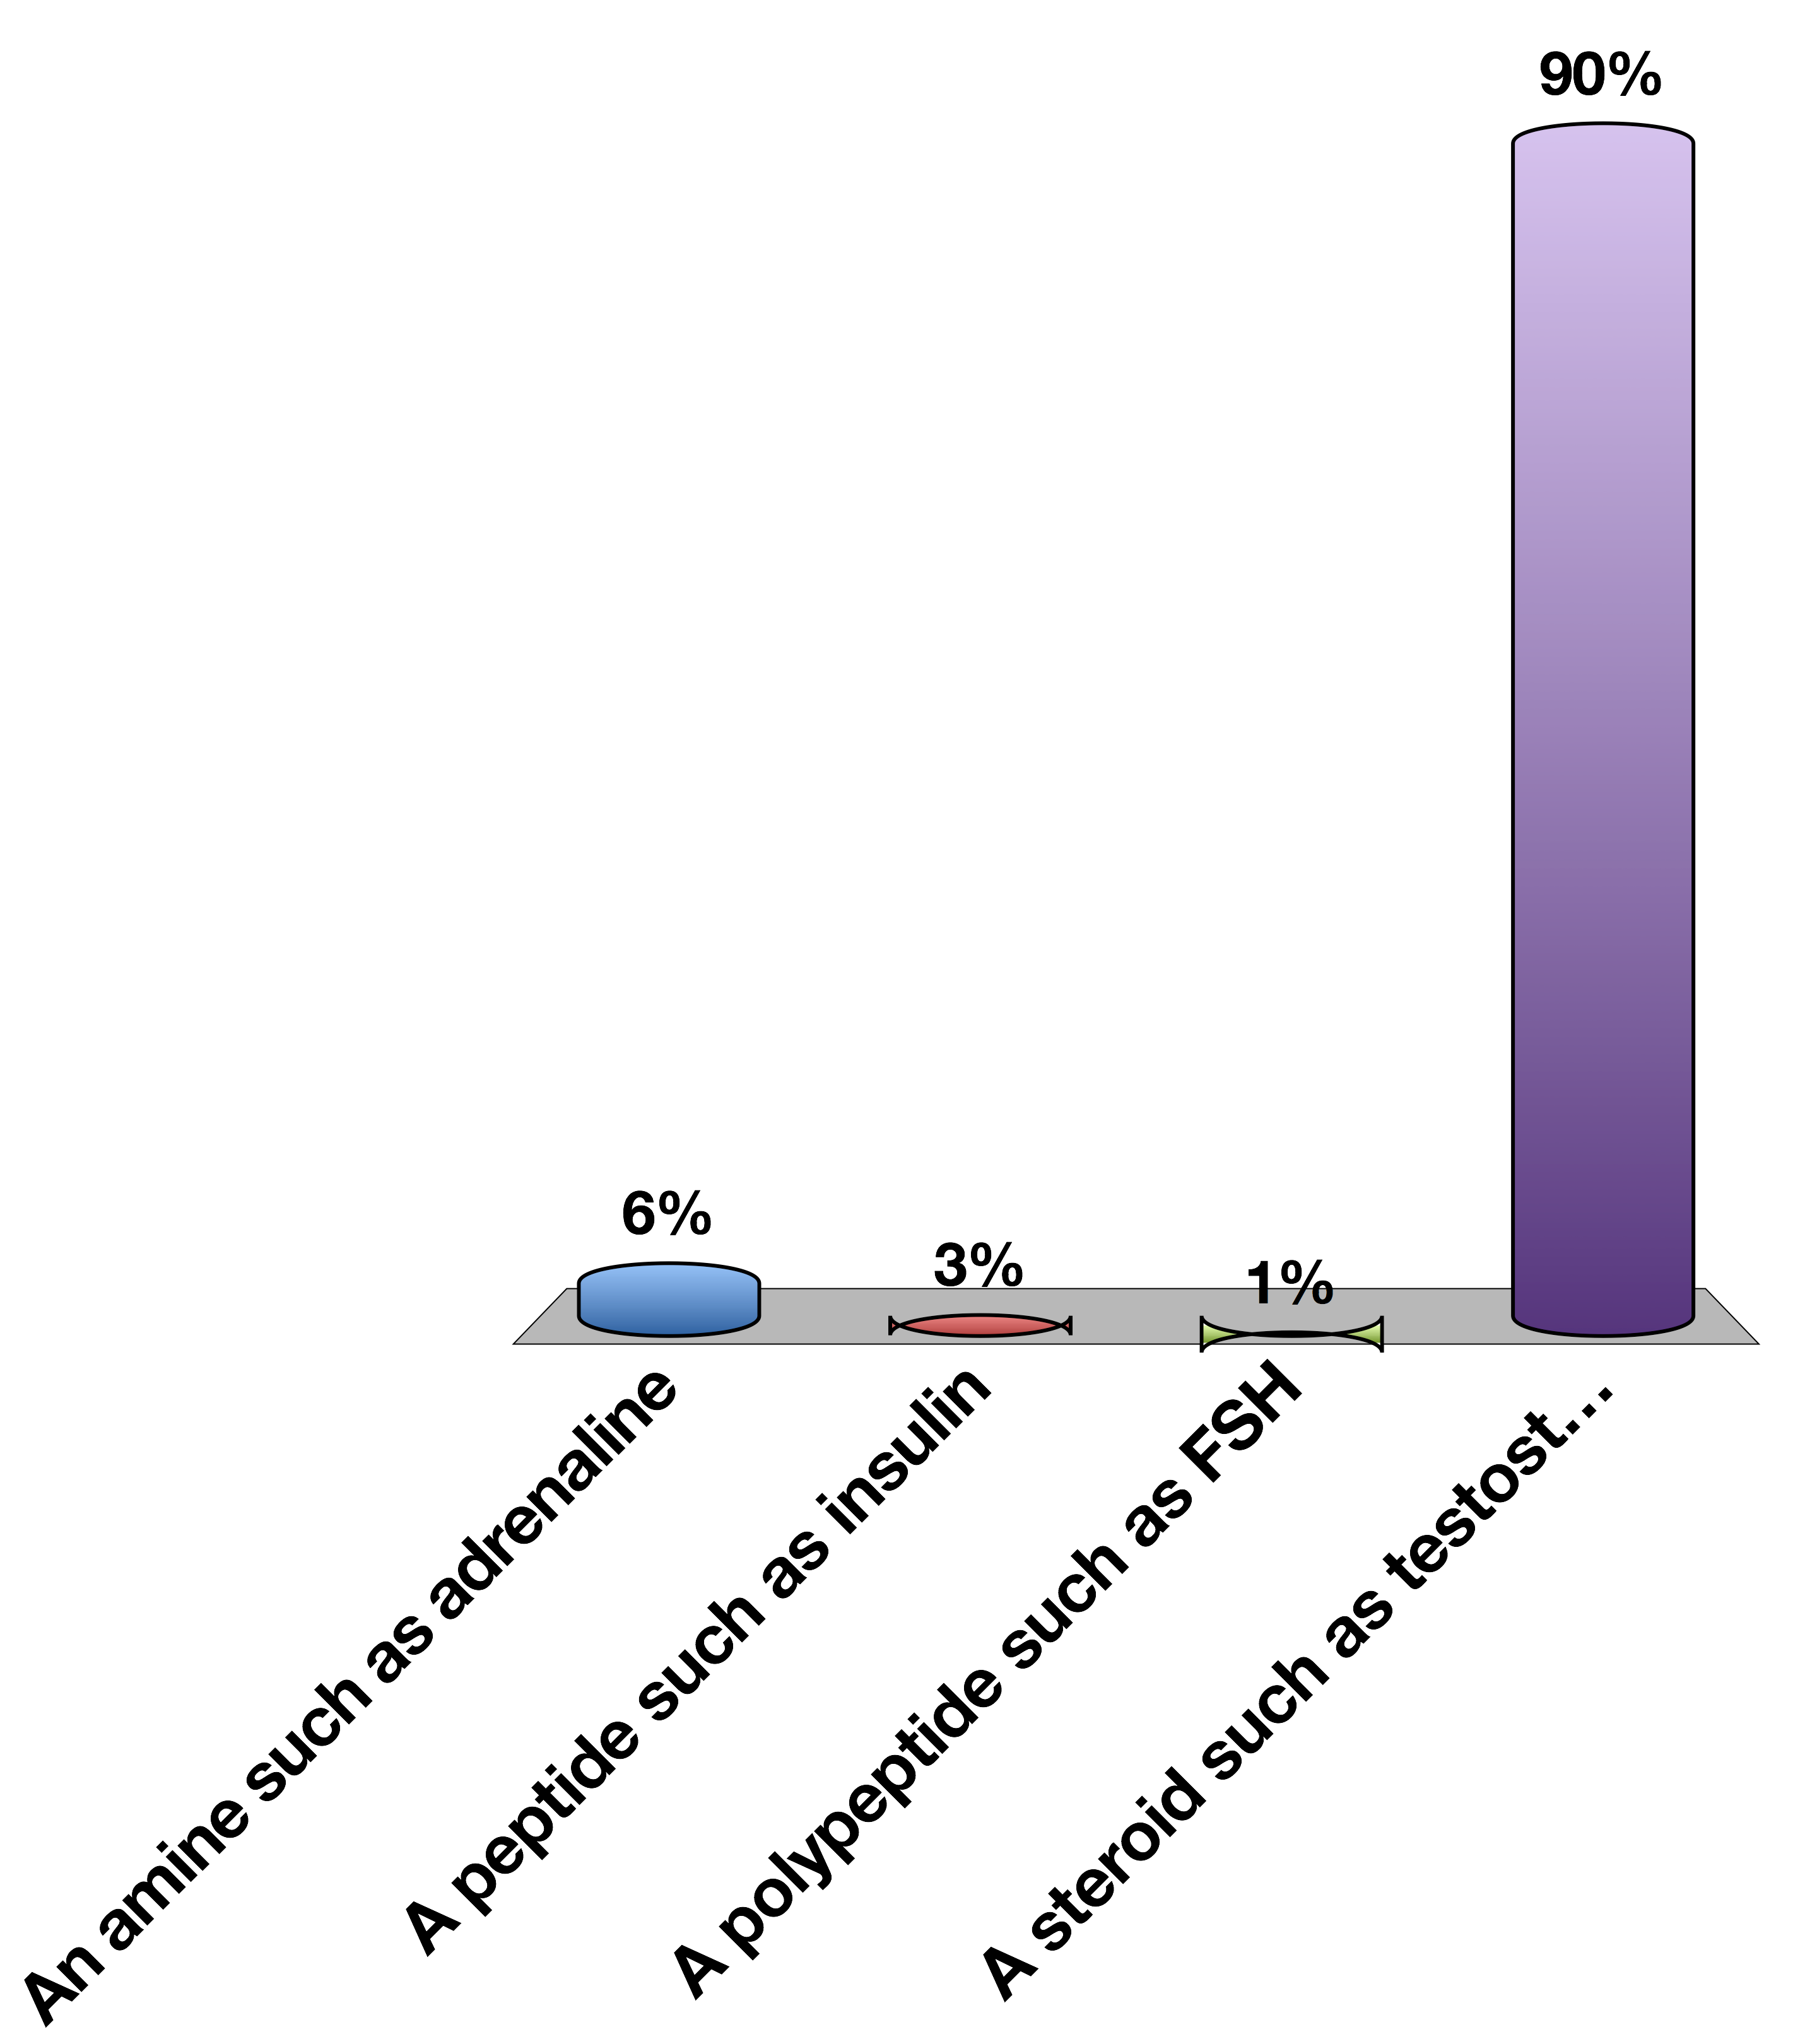 90%
6%
3%
1%
An amine such as adrenaline
A peptide such as insulin
A polypeptide such as FSH
A steroid such as testost...